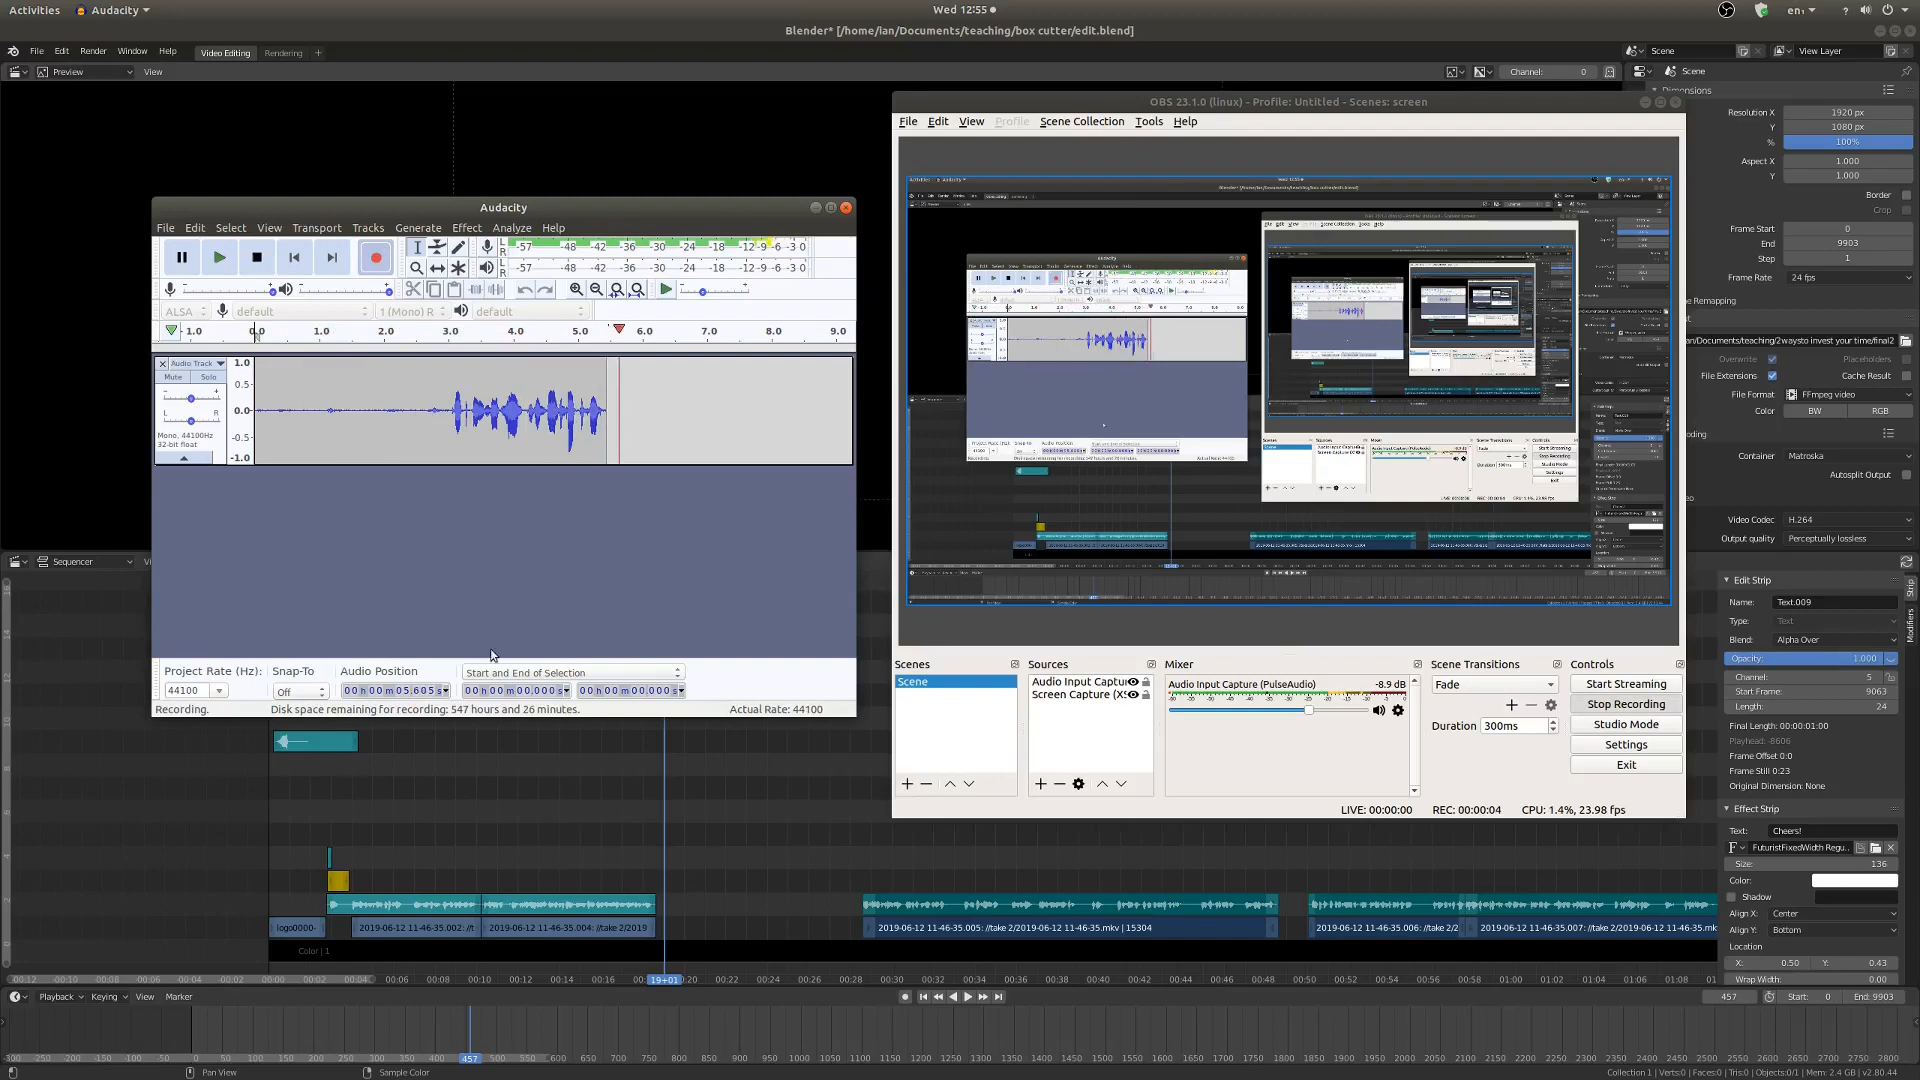 Activities Audacity Wed 12:55 en₁
Blender* [/home/ian/Documents/teaching/box cutter/edit.blend]
File Edit Render Window Help Video Editing Rendering + Scene View Layer
Preview View Channel: 0 Scene
Dimensions
Resolution X 1920 px
Y 1080 px
% 100%
Aspect X 1.000
Y 1.000
Border
Crop
Frame Start 0
End 9903
Step 1
Frame Rate 24 fps
Remapping
an/Documents/teaching/2waysto invest your time/final2
Overwrite Placeholders
File Extensions Cache Result
File Format FFmpeg video
Color BW RGB
Container Matroska
Autosplit Output
Video Codec H.264
Output quality Perceptually lossless
OBS 23.1.0 (linux) - Profile: Untitled - Scenes: screen
File Edit View Profile Scene Collection Tools Help
Scenes Sources Mixer Scene Transitions Controls
Scene
Audio Input Captur
Screen Capture (XS
Audio Input Capture (PulseAudio) -8.9 dB
Fade
Duration 300ms
Start Streaming
Stop Recording
Studio Mode
Settings
Exit
LIVE: 00:00:00 REC: 00:00:04 CPU: 1.4%, 23.98 fps
Audacity
File Edit Select View Transport Tracks Generate Effect Analyze Help
L R -57 -48 -42 -36 -30 -24 -18 -12 -9 -6 -3 0
L R -57 -48 -42 -36 -30 -24 -18 -12 -9 -6 -3 0
ALSA default 1 (Mono) R default
1.0 0.0 1.0 2.0 3.0 4.0 5.0 6.0 7.0 8.0 9.0
Audio Track
Mute Solo
- +
L R
Mono, 44100Hz
32-bit float
1.0
0.5
0.0
-0.5
-1.0
Project Rate (Hz): Snap-To Audio Position Start and End of Selection
44100 Off 00 h 00 m 05.605 s 00 h 00 m 00.000 s 00 h 00 m 00.000 s
Recording. Disk space remaining for recording: 547 hours and 26 minutes. Actual Rate: 44100
Sequencer
Edit Strip
Name: Text.009
Type: Text
Blend: Alpha Over
Opacity: 1.000
Channel: 5
Start Frame: 9063
Length: 24
Final Length: 00:00:01:00
Playhead: -8606
Frame Offset 0:0
Frame Still 0:23
Original Dimension: None
Effect Strip
Text: Cheers!
FuturistFixedWidth Regu..
Size: 136
Color:
Shadow
Align X: Center
Align Y: Bottom
Location
X: 0.50 Y: 0.43
Wrap Width: 0.00
Strip
Modifiers
logo0000- 2019-06-12 11-46-35.002: //t 2019-06-12 11-46-35.004: //take 2/2019 2019-06-12 11-46-35.005: //take 2/2019-06-12 11-46-35.mkv | 15304 2019-06-12 11-46-35.006: //take 2/2 2019-06-12 11-46-35.007: //take 2/2019-06-12 11-46-35.mk
Color | 1
-00:12 -00:10 -00:08 -00:06 -00:04 00:06 00:08 00:10 00:12 00:14 00:16 19+01 00:22 00:24 00:26 00:28 00:30 00:32 00:34 00:36 00:38 00:40 00:42 00:44 00:46 00:48 00:50 00:52 00:54 00:56 00:58 01:00 01:02 01:04 01:06 01:08
Playback Keying View Marker 457 Start: 0 End: 9903
-300 -250 -200 -150 -100 -50 0 50 100 150 200 250 300 350 400 457 500 550 600 650 700 750 800 850 900 950 1000 1050 1100 1150 1200 1250 1300 1350 1400 1450 1500 1550 1600 1650 1700 1750 1800 1850 1900 1950 2000 2050 2100 2150 2200 2250 2300 2350 2400 2450 2500 2550 2600 2650 2700 2750 2800
Pan View Sample Color Collection 1 | Verts:0 | Faces:0 | Tris:0 | Objects:0/1 | Mem: 2.4 GB | v2.80.44